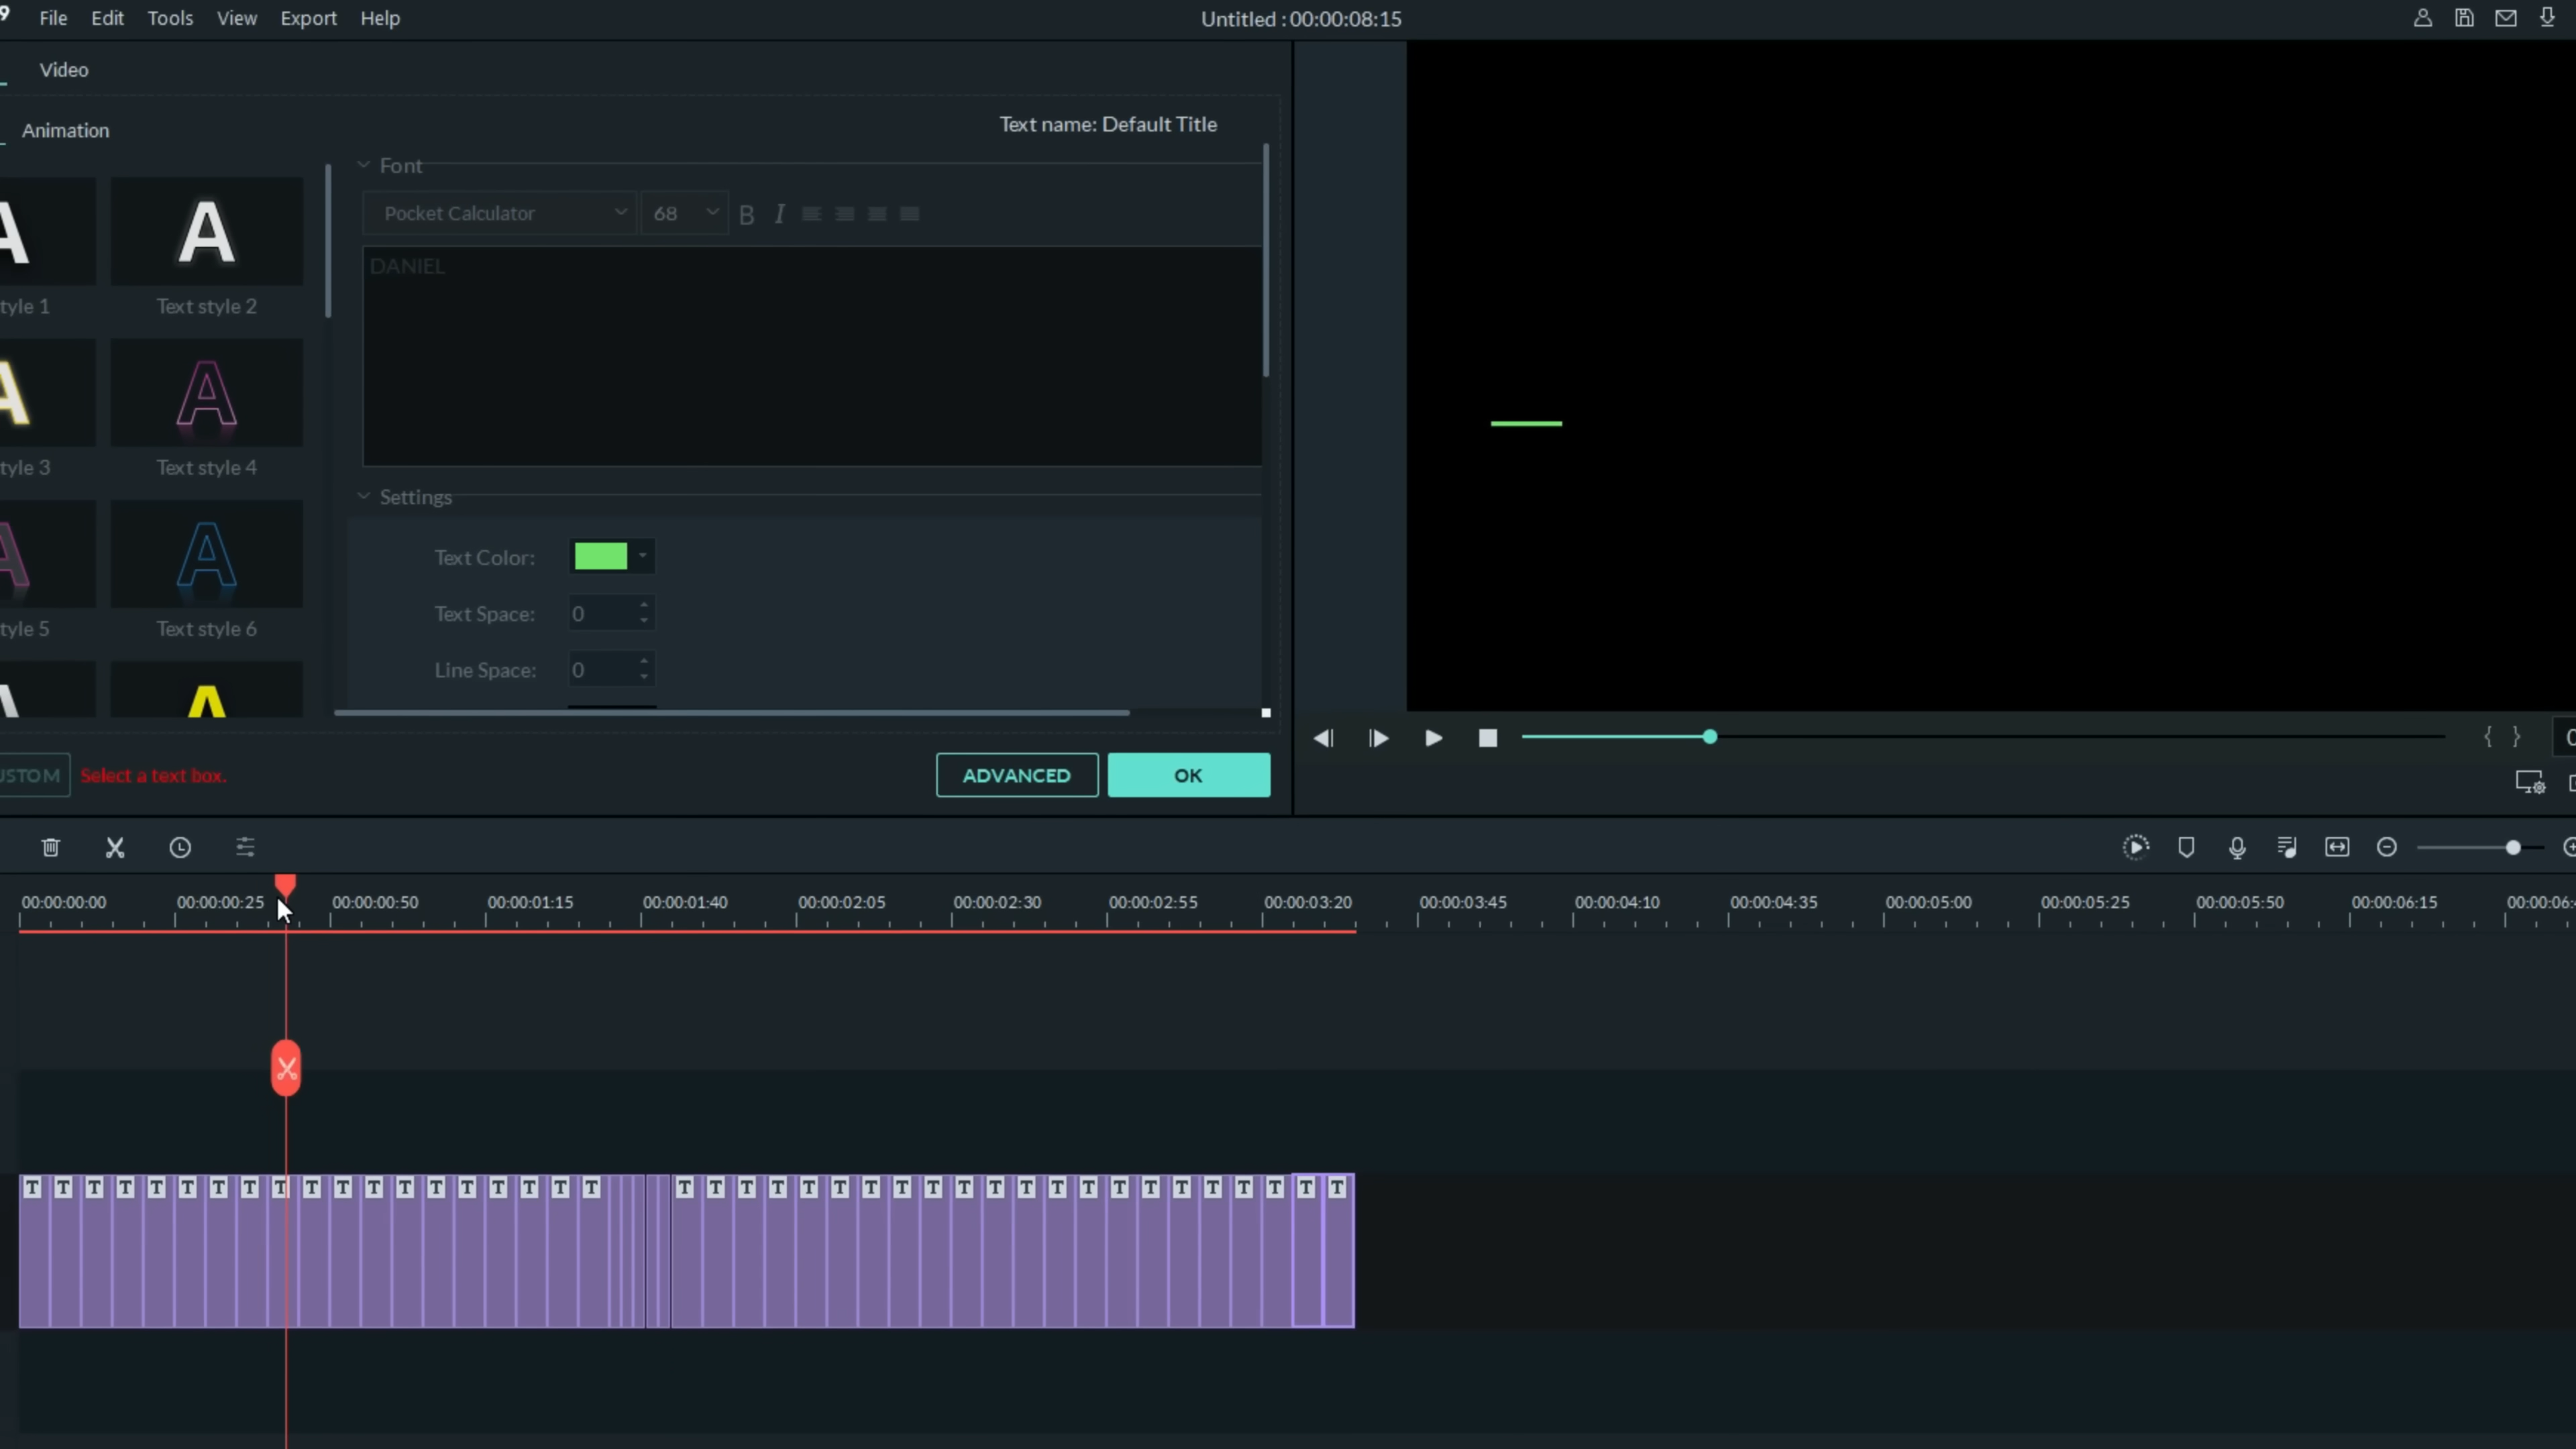 9 File Edit Tools View Export Help
Untitled : 00:00:08:15
Video
Animation
Text name: Default Title
Font
Pocket Calculator 68 B I
DANIEL
A A
tyle 1 Text style 2
A A
tyle 3 Text style 4
A A
tyle 5 Text style 6
A A
Settings
Text Color:
Text Space: 0
Line Space: 0
{ }
USTOM Select a text box. ADVANCED OK
00:00:00:00 00:00:00:25 00:00:00:50 00:00:01:15 00:00:01:40 00:00:02:05 00:00:02:30 00:00:02:55 00:00:03:20 00:00:03:45 00:00:04:10 00:00:04:35 00:00:05:00 00:00:05:25 00:00:05:50 00:00:06:15 00:00:06:4
T T T T T T T T T T T T T T T T T T T T T T T T T T T T T T T T T T T T T T T T T